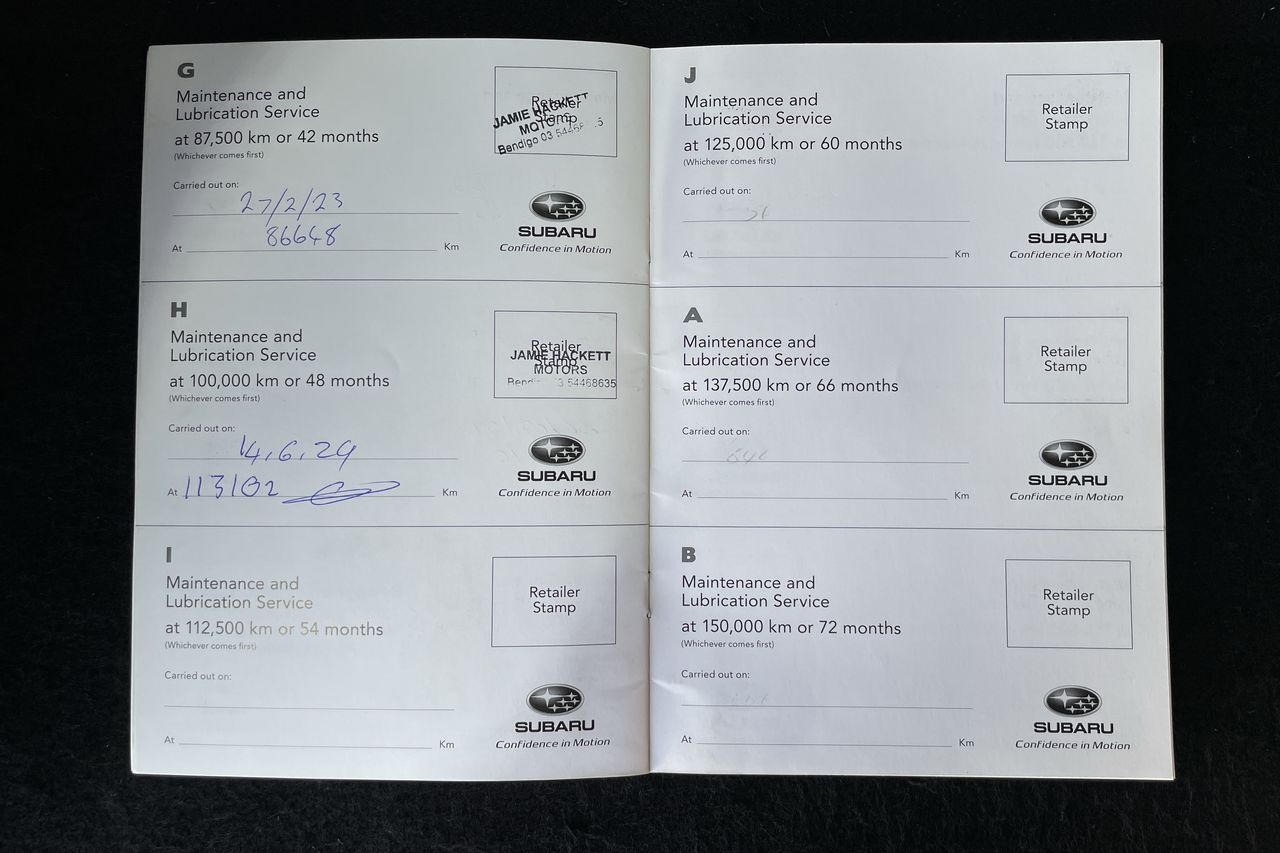 G
Maintenance and
Lubrication Service
at 87,500 km or 42 months
(Whichever comes first)
Carried out on:
27/2/23
At 86648 Km
Retailer
Stamp
JAMIE HACKETT
MOTORS
Bendigo 03
SUBARU
Confidence in Motion
H
Maintenance and
Lubrication Service
at 100,000 km or 48 months
(Whichever comes first)
Carried out on:
14.6.24
At 113102 Km
Retailer
Stamp
JAMIE HACKETT
MOTORS
3 54468635
SUBARU
Confidence in Motion
I
Maintenance and
Lubrication Service
at 112,500 km or 54 months
(Whichever comes first)
Carried out on:
At Km
Retailer
Stamp
SUBARU
Confidence in Motion
J
Maintenance and
Lubrication Service
at 125,000 km or 60 months
(Whichever comes first)
Carried out on:
At Km
Retailer
Stamp
SUBARU
Confidence in Motion
A
Maintenance and
Lubrication Service
at 137,500 km or 66 months
(Whichever comes first)
Carried out on:
At Km
Retailer
Stamp
SUBARU
Confidence in Motion
B
Maintenance and
Lubrication Service
at 150,000 km or 72 months
(Whichever comes first)
Carried out on:
At Km
Retailer
Stamp
SUBARU
Confidence in Motion